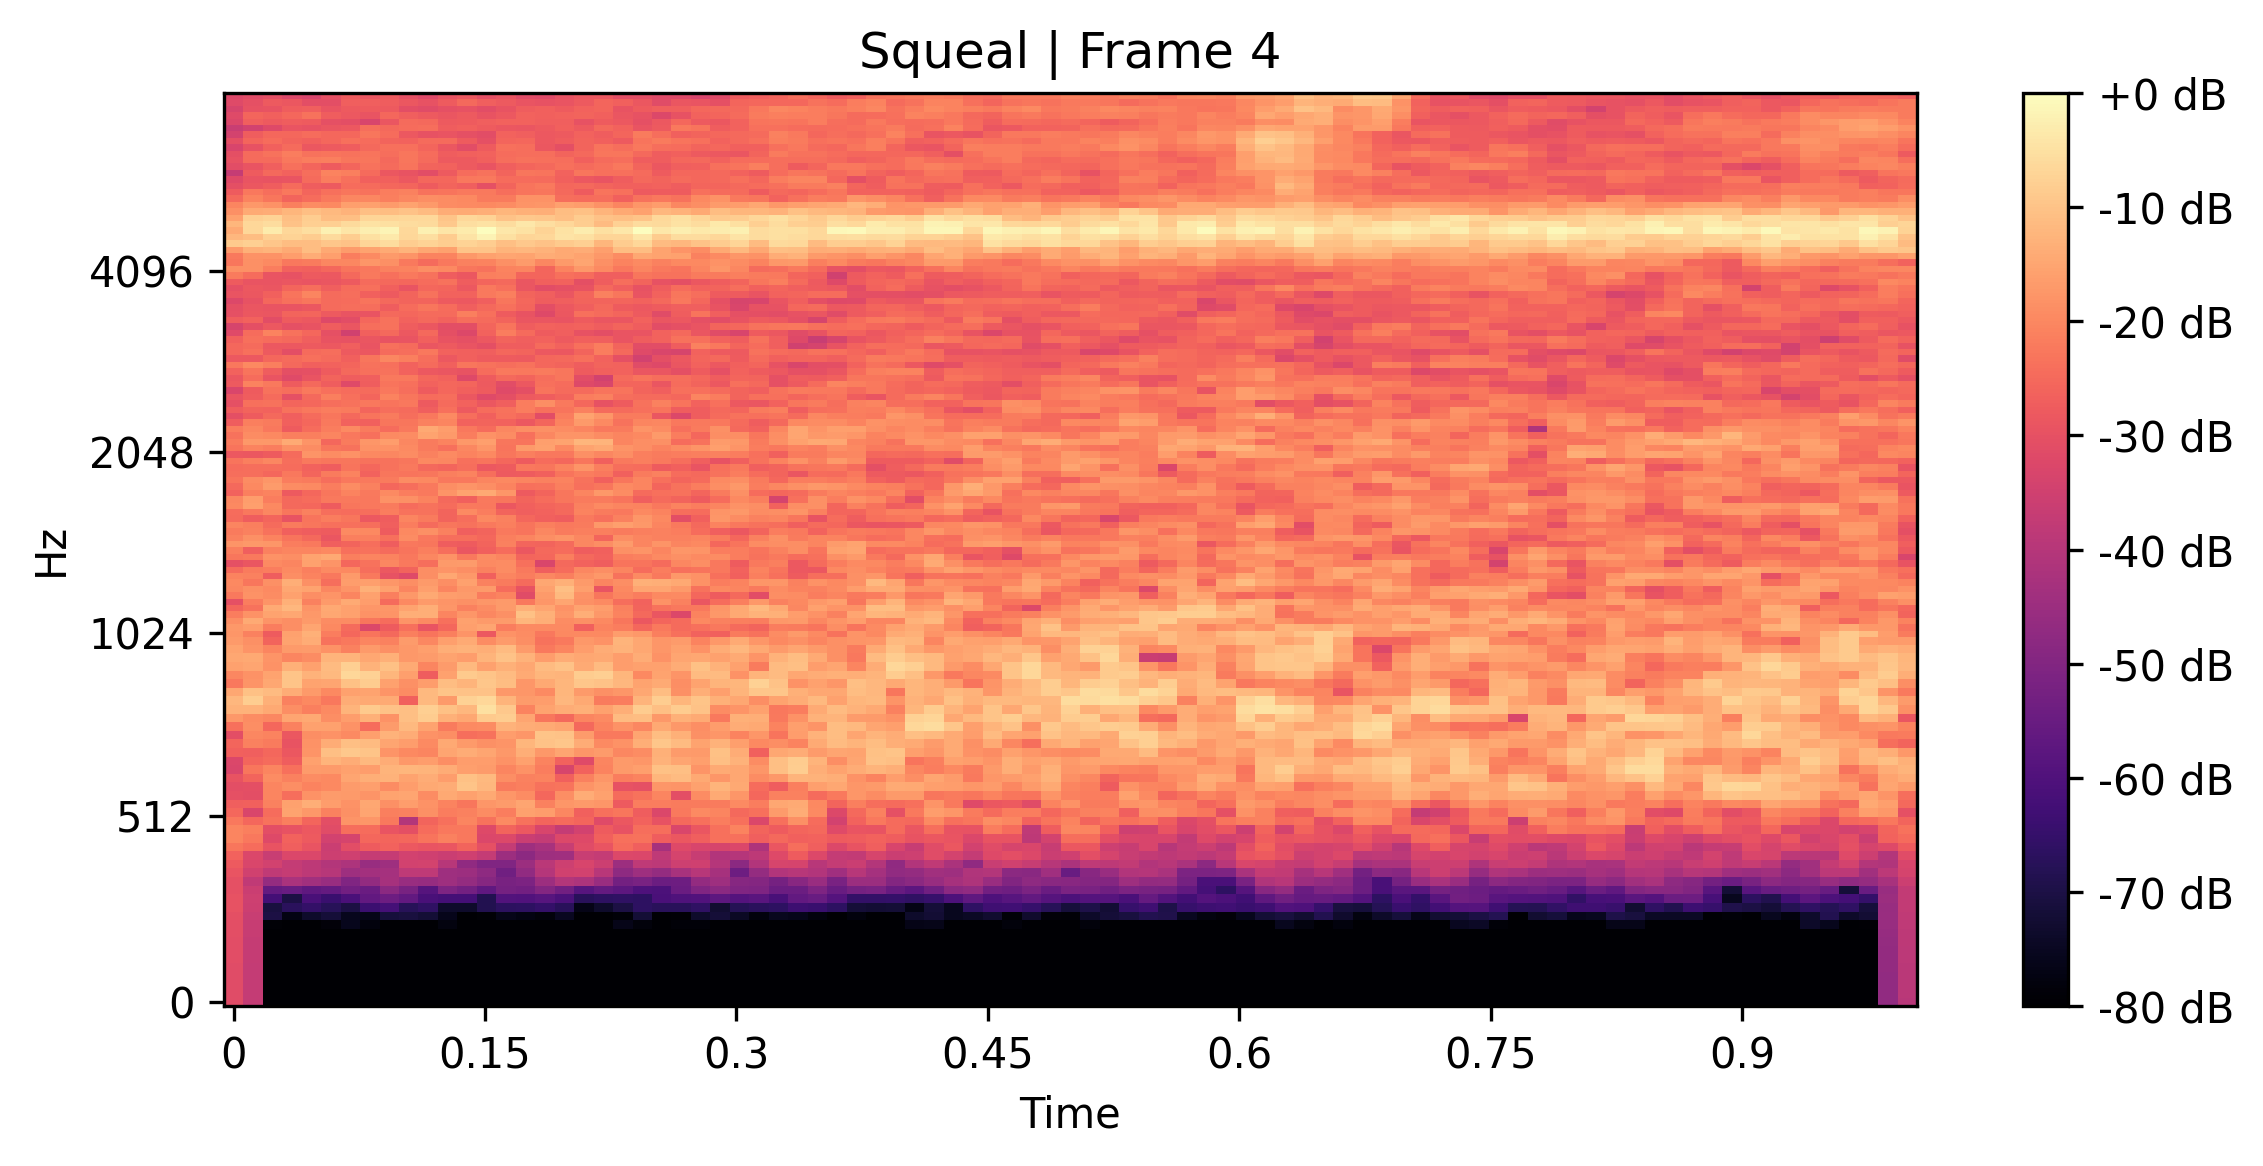 Squeal | Frame 4
+0 dB
-10 dB
-20 dB
-30 dB
-40 dB
-50 dB
-60 dB
-70 dB
-80 dB
Hz
4096
2048
1024
512
0
0 0.15 0.3 0.45 0.6 0.75 0.9
Time